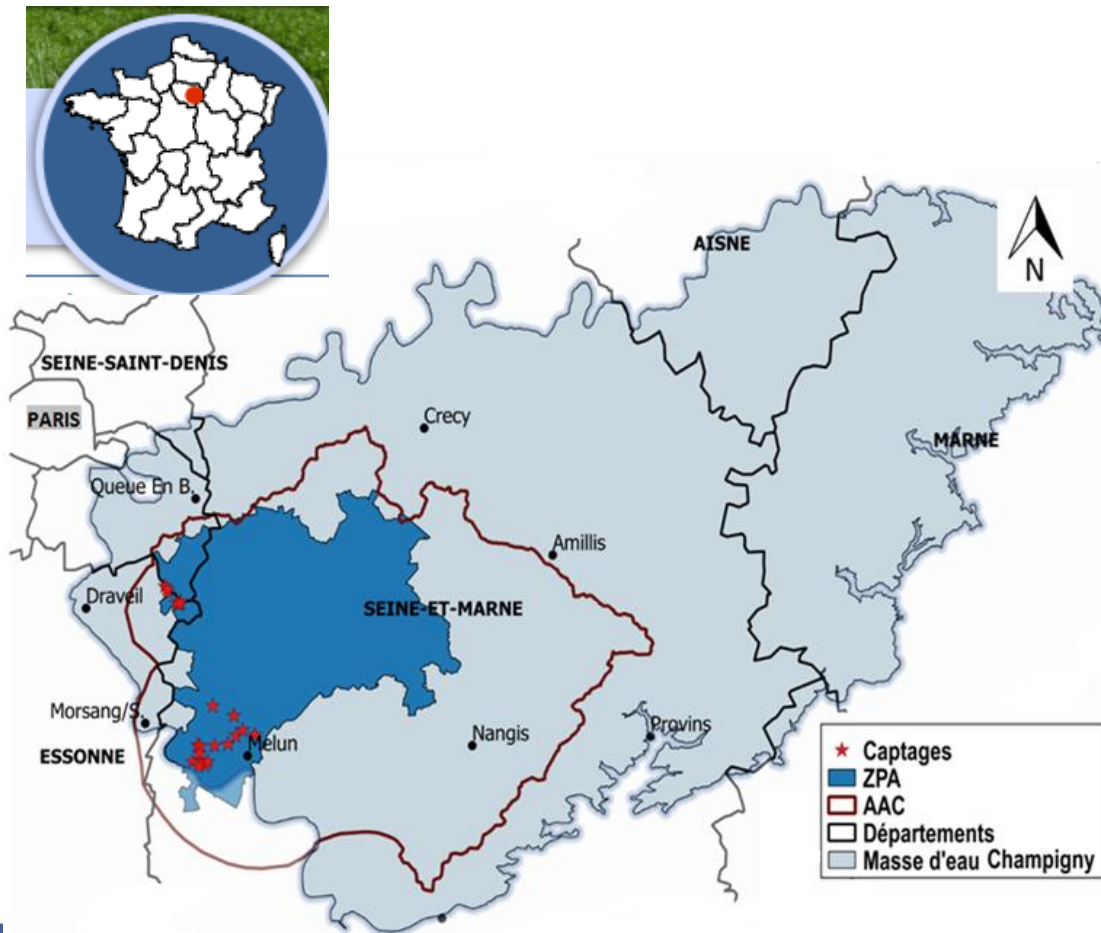 AISNE
N
SEINE-SAINT-DENIS
PARIS
Crecy
MARNE
Queue En B.
Amillis
Draveil
SEINE-ET-MARNE
Morsang/S.
Provins
Nangis
ESSONNE
Melun
Captages
ZPA
AAC
Départements
Masse d'eau Champigny